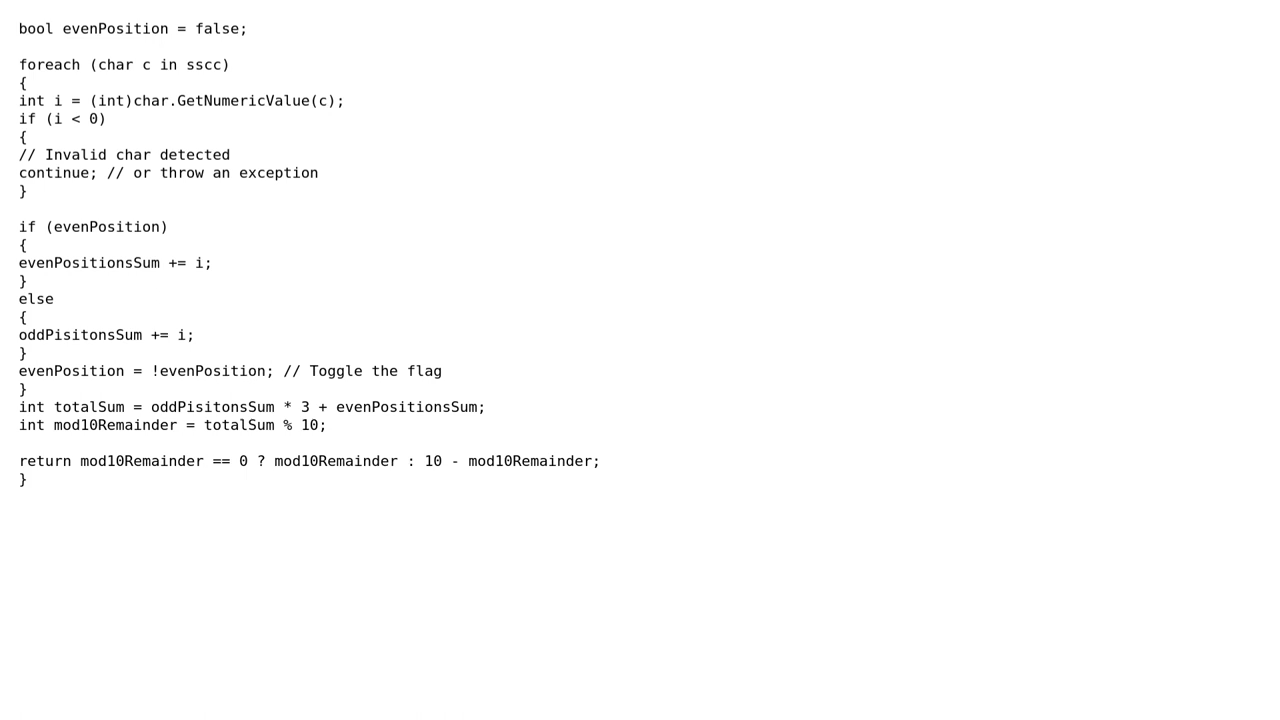 bool evenPosition = false;
foreach (char c in sscc)
{
int i = (int)char.GetNumericValue(c);
if (i < 0)
{
// Invalid char detected
continue; // or throw an exception
}
if (evenPosition)
{
evenPositionsSum += i;
}
else
{
oddPisitonsSum += i;
}
evenPosition = !evenPosition; // Toggle the flag
}
int totalSum = oddPisitonsSum * 3 + evenPositionsSum;
int mod10Remainder = totalSum % 10;
return mod10Remainder == 0 ? mod10Remainder : 10 - mod10Remainder;
}